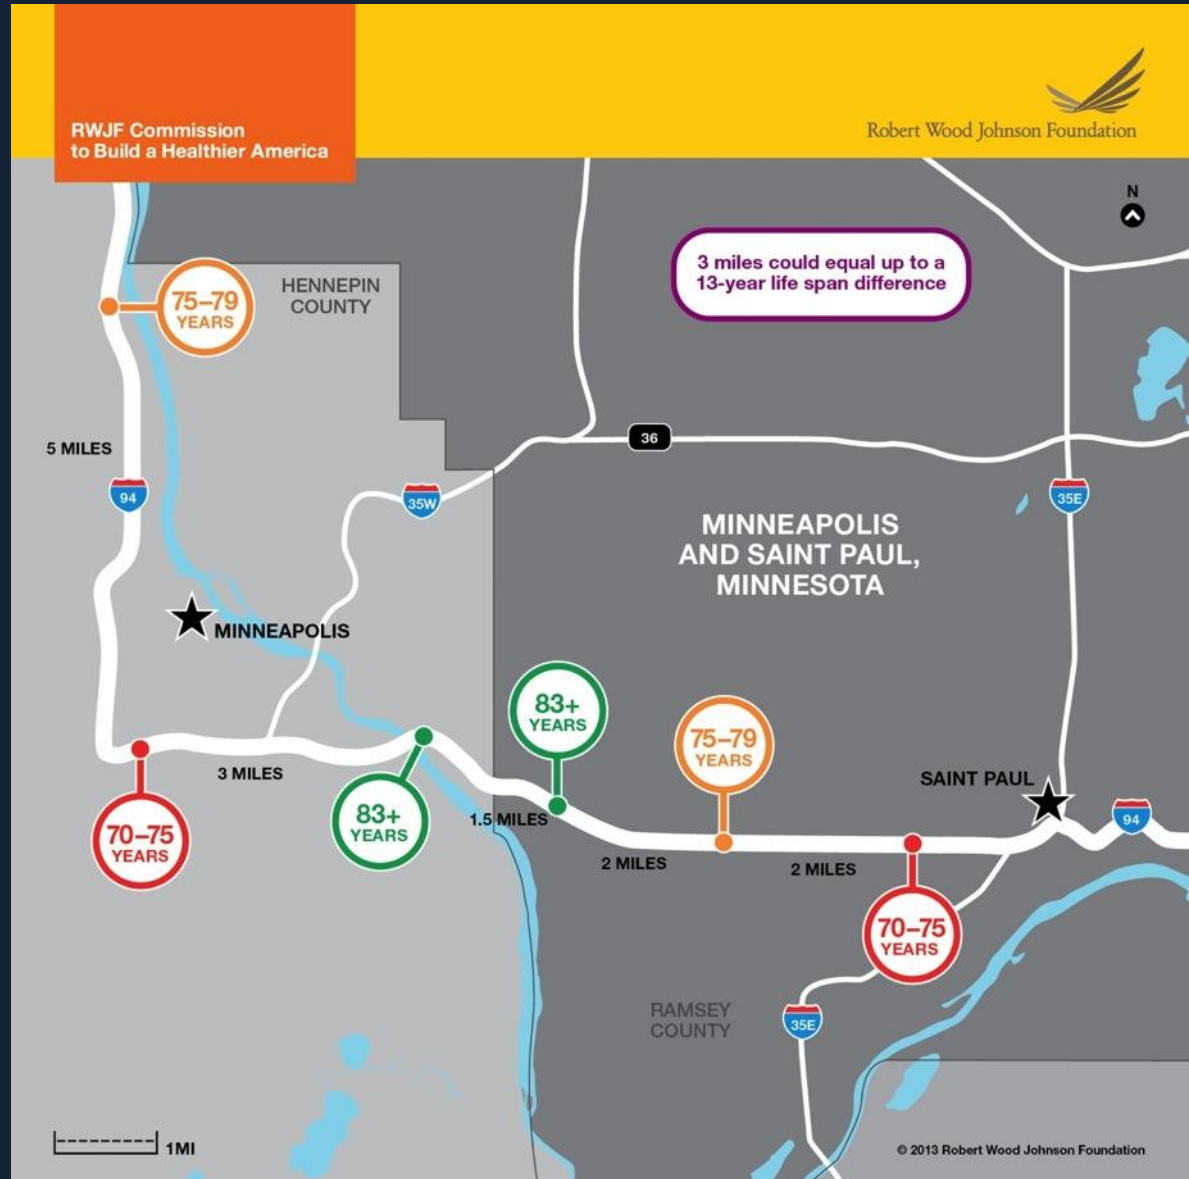 RWJF Commission
to Build a Healthier America
Robert Wood Johnson Foundation
N
3 miles could equal up to a
13-year life span difference
75–79
YEARS
HENNEPIN
COUNTY
36
5 MILES
94
35W
35E
MINNEAPOLIS
AND SAINT PAUL,
MINNESOTA
MINNEAPOLIS
83+
YEARS
75–79
YEARS
SAINT PAUL
3 MILES
94
83+
YEARS
1.5 MILES
70–75
YEARS
2 MILES
2 MILES
70–75
YEARS
RAMSEY
COUNTY
35E
1MI
© 2013 Robert Wood Johnson Foundation